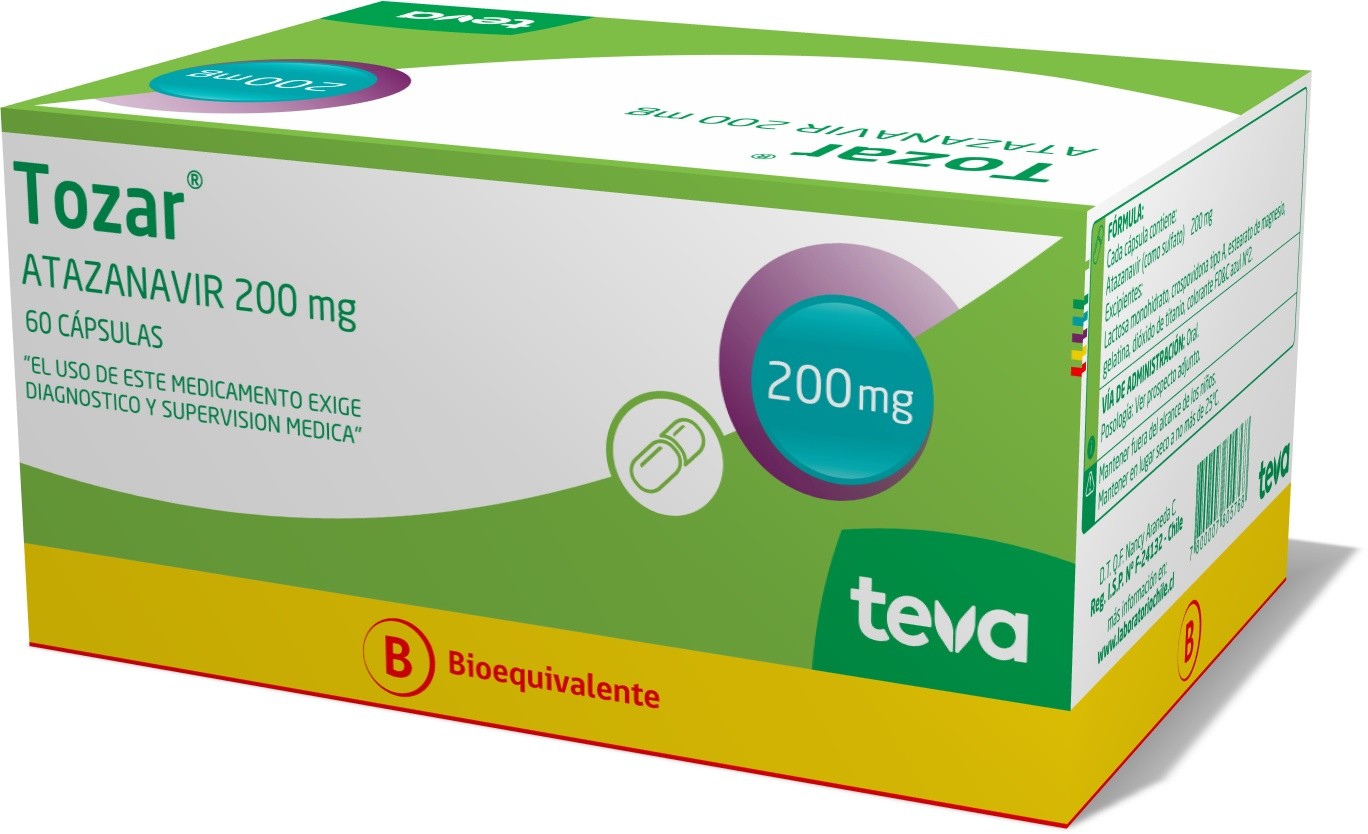 teva
200mg
Tozar®
ATAZANAVIR 200 mg
Tozar®
ATAZANAVIR 200 mg
60 CÁPSULAS
"EL USO DE ESTE MEDICAMENTO EXIGE
DIAGNOSTICO Y SUPERVISION MEDICA"
200mg
teva
B Bioequivalente
FÓRMULA:
Cada cápsula contiene:
Atazanavir (como sulfato) 200 mg
Excipientes:
Lactosa monohidrato, crospovidona tipo A, estearato de magnesio,
gelatina, dióxido de titanio, colorante FD&C azul N°2.
VÍA DE ADMINISTRACIÓN: Oral.
Posología: Ver prospecto adjunto.
Mantener fuera del alcance de los niños.
Mantener en lugar seco a no más de 25°C.
D.T. Q.F. Nancy Araneda C.
Reg. I.S.P. N° F-24132 - Chile
más información en:
www.laboratoriochile.cl
7 800007 605768
teva
B